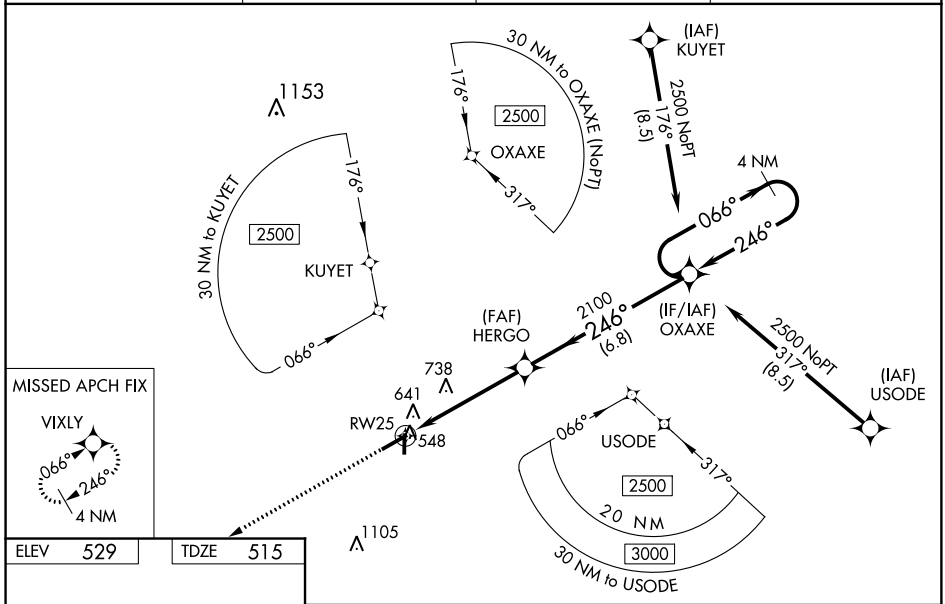 (IAF)
KUYET
30 NM to OXAXE (NoPT)
176°
2500
OXAXE
317°
2500 NoPT
176°
(8.5)
1153
30 NM to KUYET
176°
2500
KUYET
066°
4 NM
066°
246°
(IF/IAF)
OXAXE
2100
246°
(6.8)
(FAF)
HERGO
2500 NoPT
317°
(8.5)
(IAF)
USODE
738
641
RW25
548
1105
066°
USODE
317°
2500
20 NM
3000
30 NM to USODE
MISSED APCH FIX
VIXLY
066°
246°
4 NM
ELEV 529
TDZE 515